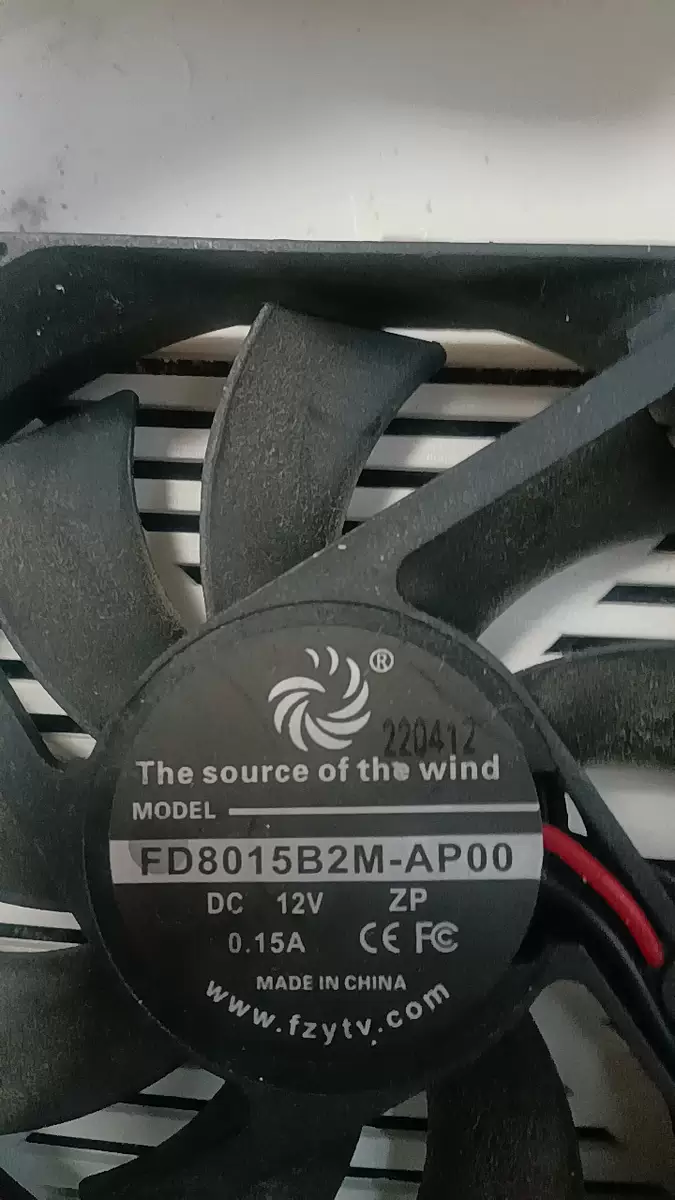 ®
220412
The source of the wind
MODEL
FD8015B2M-AP00
DC 12V ZP
0.15A CE FC
MADE IN CHINA
www.fzytv.com